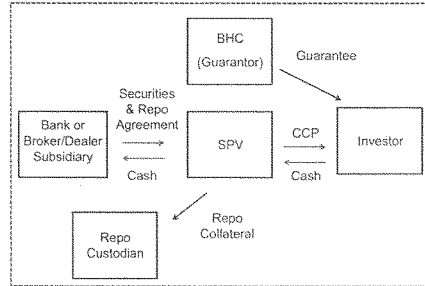 BHC
(Guarantor)
Guarantee
Securities
& Repo
Agreement
Bank or
Broker/Dealer
Subsidiary
Cash
SPV
CCP
Cash
Investor
Repo
Collateral
Repo
Custodian